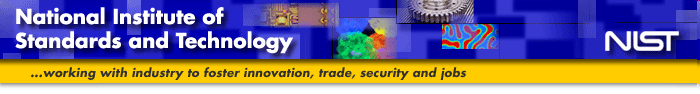 National Institute of
Standards and Technology
NIST
...working with industry to foster innovation, trade, security and jobs